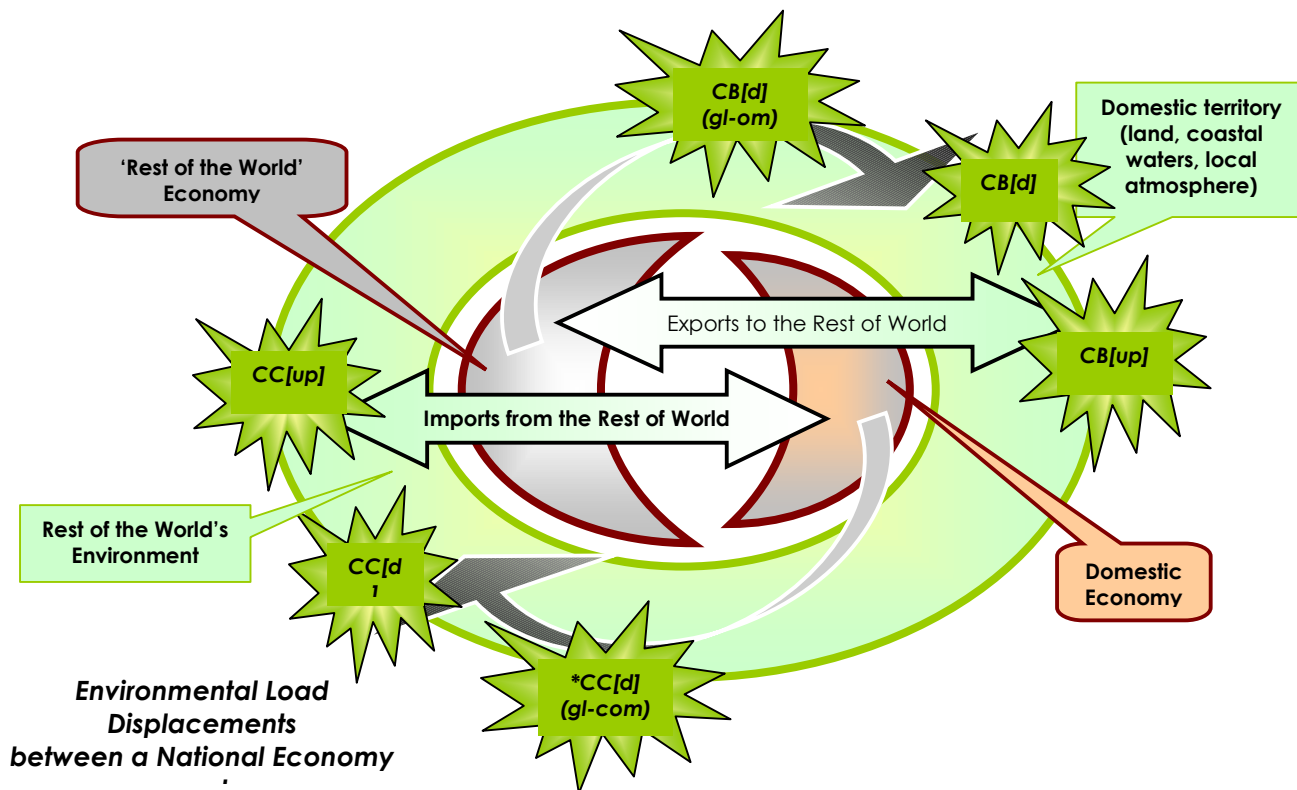 CB[d]
(gl-om)
Domestic territory
(land, coastal
waters, local
atmosphere)
'Rest of the World'
Economy
CB[d]
Exports to the Rest of World
CB[up]
CC[up]
Imports from the Rest of World
Rest of the World's
Environment
CC[d
Domestic
Economy
*CC[d]
(gl-com)
Environmental Load
Displacements
between a National Economy